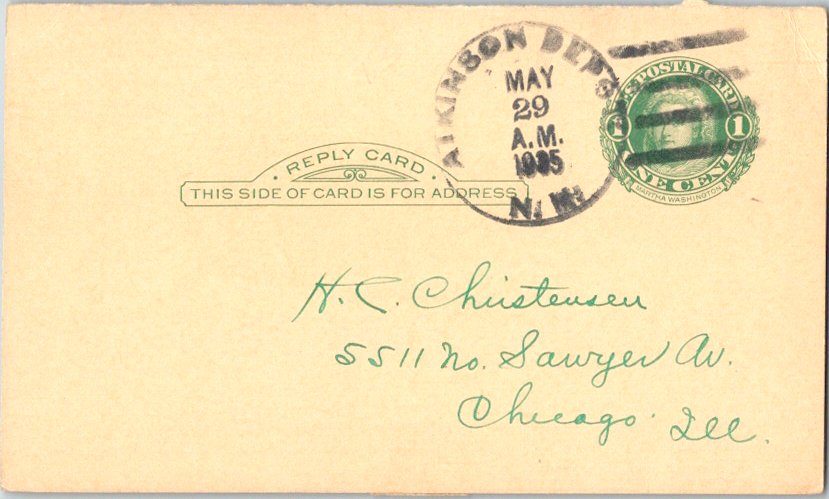 ATKINSON DEPOT
MAY
29
A.M.
1935
N.
U.S. POSTAL CARD
1 1
ONE CENT
MARTHA WASHINGTON
REPLY CARD
THIS SIDE OF CARD IS FOR ADDRESS
H. C. Christensen
5511 No. Sawyer Av.
Chicago Ill.